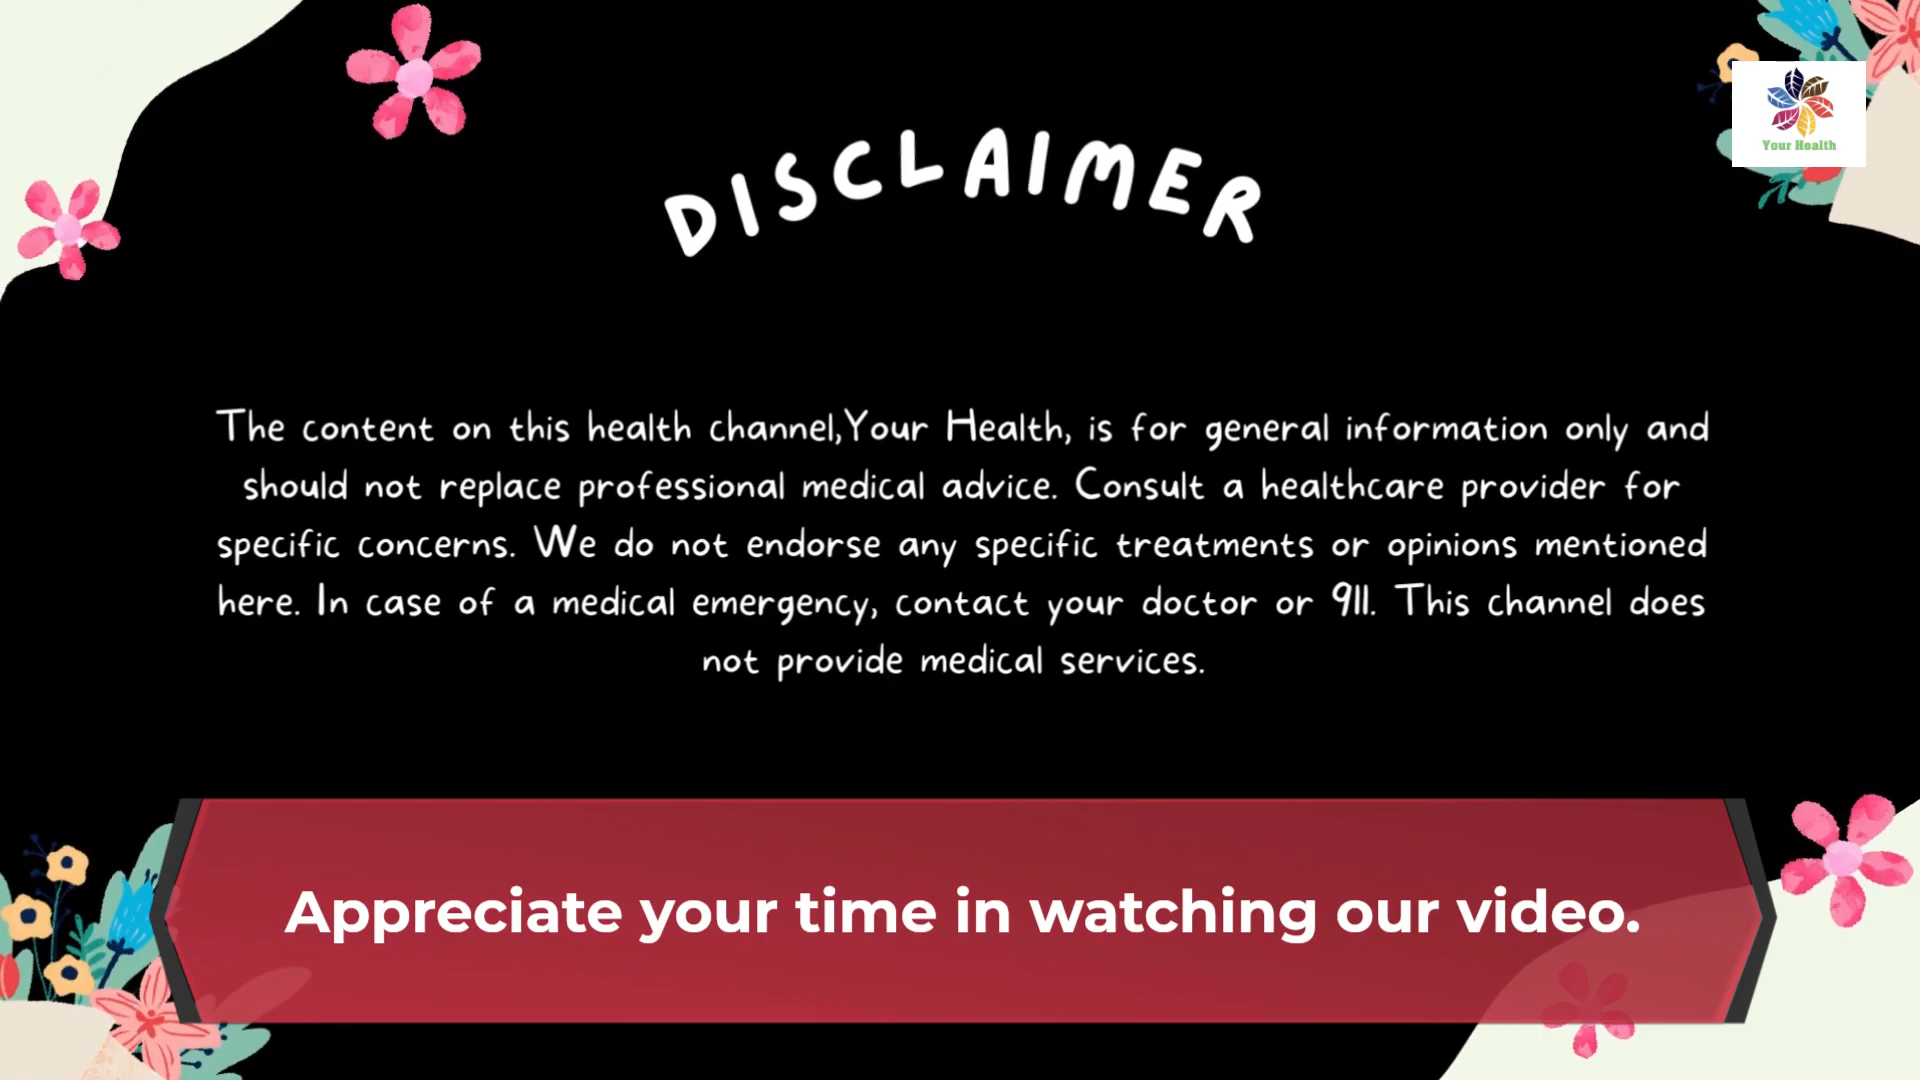 Your Health
DISCLAIMER
The content on this health channel,Your Health, is for general information only and
should not replace professional medical advice. Consult a healthcare provider for
specific concerns. We do not endorse any specific treatments or opinions mentioned
here. In case of a medical emergency, contact your doctor or 911. This channel does
not provide medical services.
Appreciate your time in watching our video.